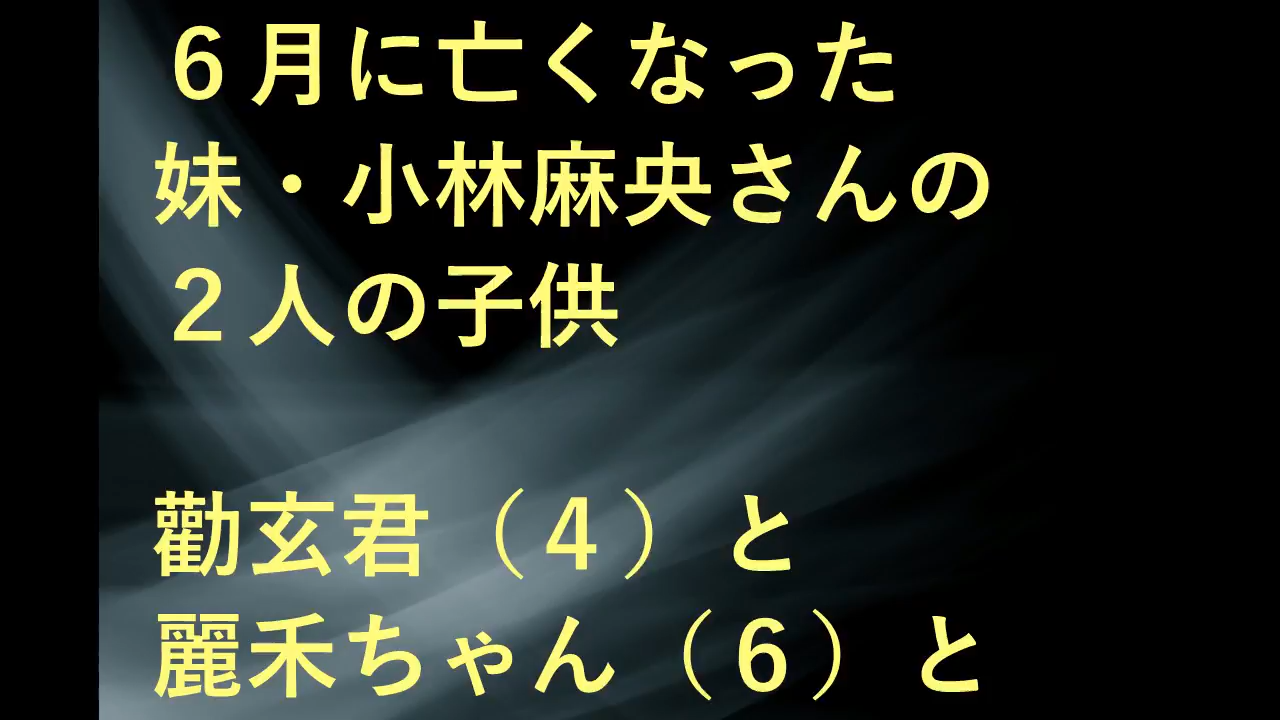 ６月に亡くなった
妹・小林麻央さんの
２人の子供
勸玄君（４）と
麗禾ちゃん（６）と